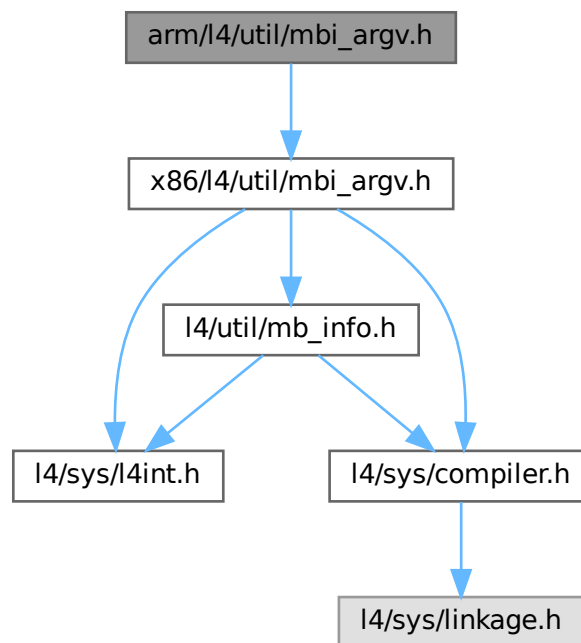 arm/l4/util/mbi_argv.h
x86/l4/util/mbi_argv.h
l4/util/mb_info.h
l4/sys/l4int.h
l4/sys/compiler.h
l4/sys/linkage.h